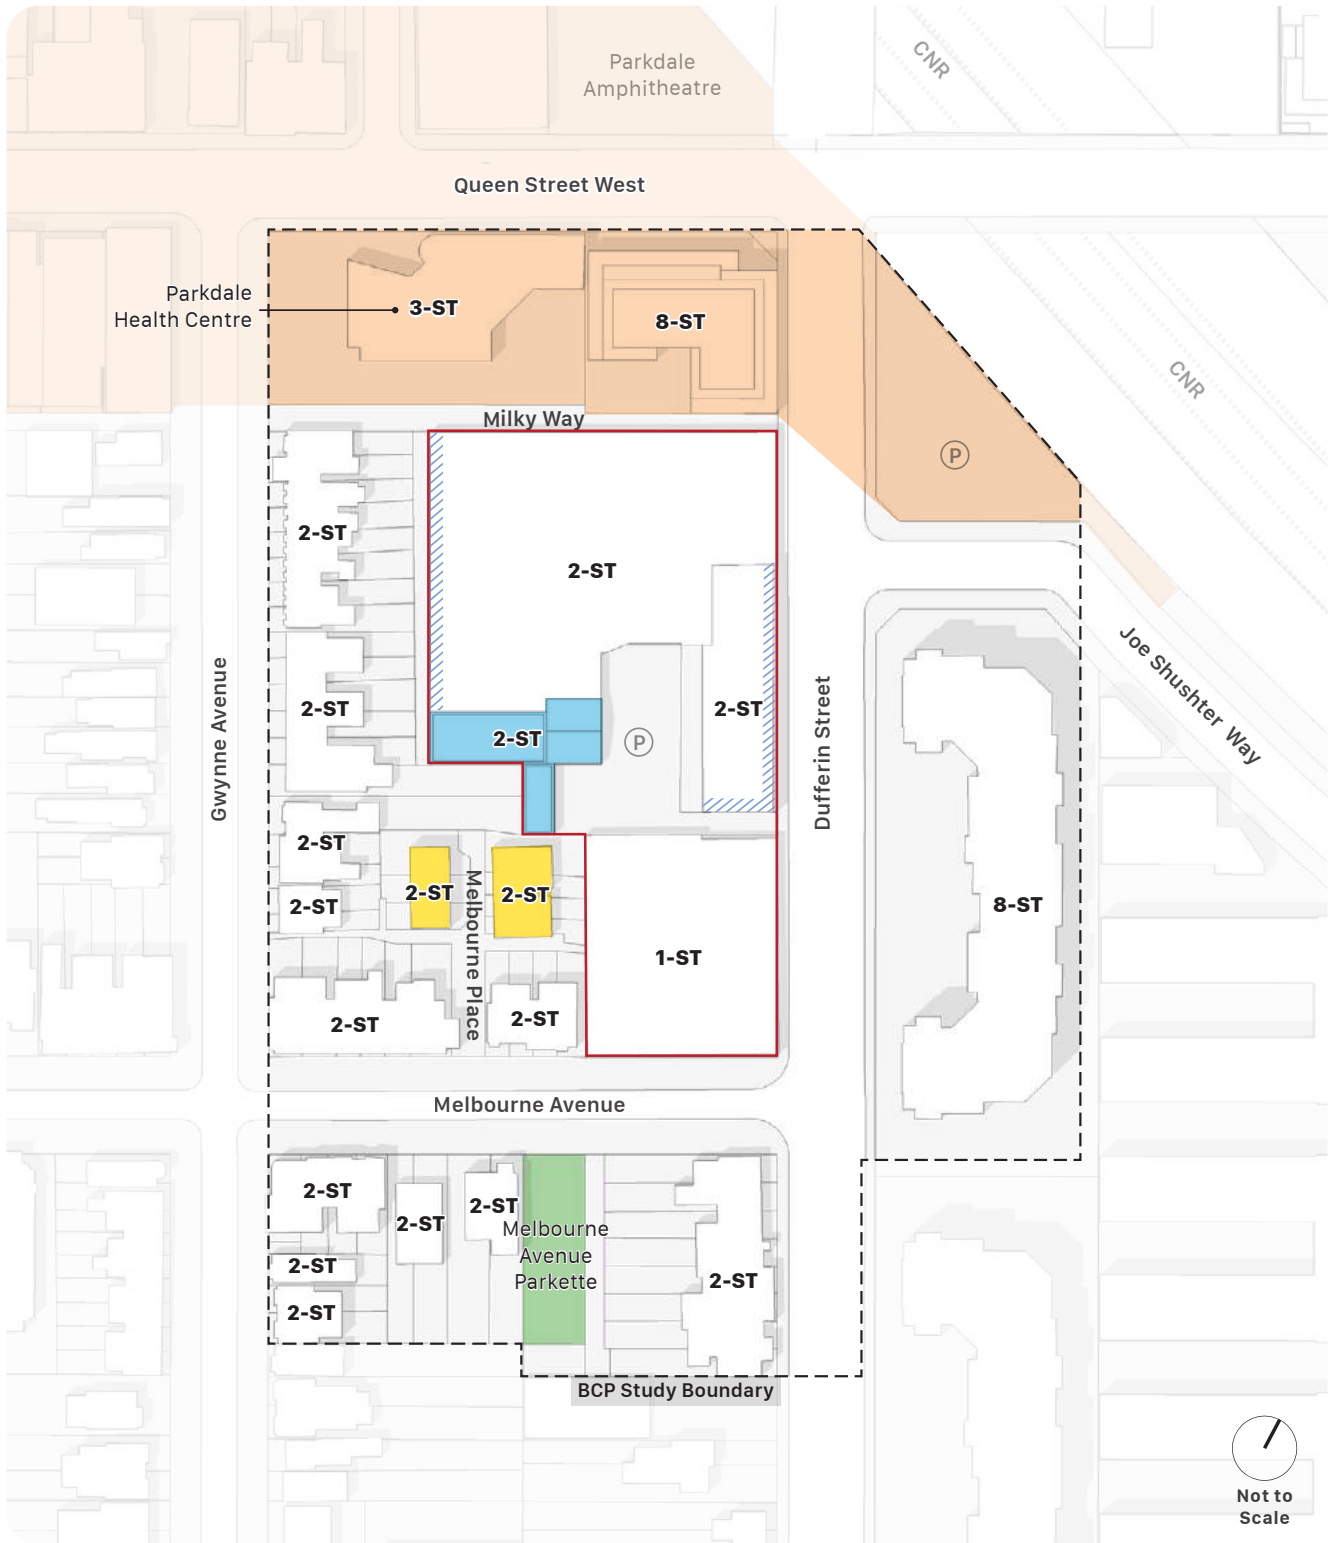 Parkdale
Amphitheatre
CNR
Queen Street West
Parkdale
Health Centre
3-ST
8-ST
CNR
Milky Way
P
2-ST
2-ST
Joe Shushter Way
Gwynne Avenue
2-ST
2-ST
Dufferin Street
2-ST
P
2-ST
2-ST
2-ST
Melbourne Place
2-ST
8-ST
2-ST
1-ST
2-ST
2-ST
Melbourne Avenue
2-ST
2-ST
2-ST
Melbourne
Avenue
Parkette
2-ST
2-ST
2-ST
BCP Study Boundary
Not to
Scale